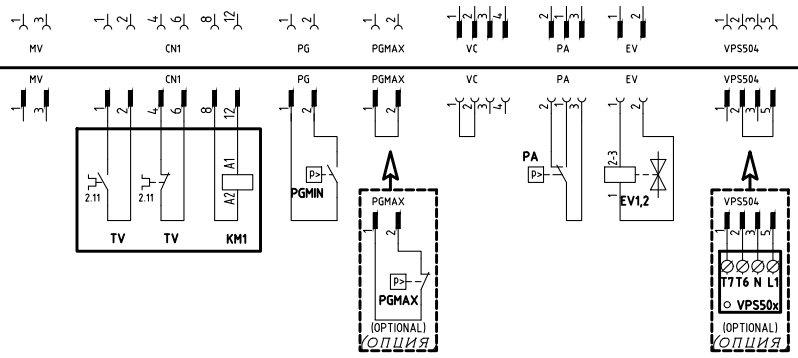 1 3 1 2 4 6 8 12 1 2 1 2 1 2 3 4 2 1 3 1 2 1 2 3 5
MV CN1 PG PGMAX VC PA EV VPS504
MV CN1 PG PGMAX VC PA EV VPS504
1 3 1 2 4 6 8 12 1 2 1 2 1 2 3 4 2 1 3 1 2 1 2 3 5
2.11 2.11 A1 A2 P> PA P> 2-3 1
PGMIN EV1,2
TV TV KM1
PGMAX VPS504
1 2 1 2 3 5
P>
PGMAX
T7 T6 N L1
VPS50x
(OPTIONAL) (OPTIONAL)
(ОПЦИЯ (ОПЦИЯ